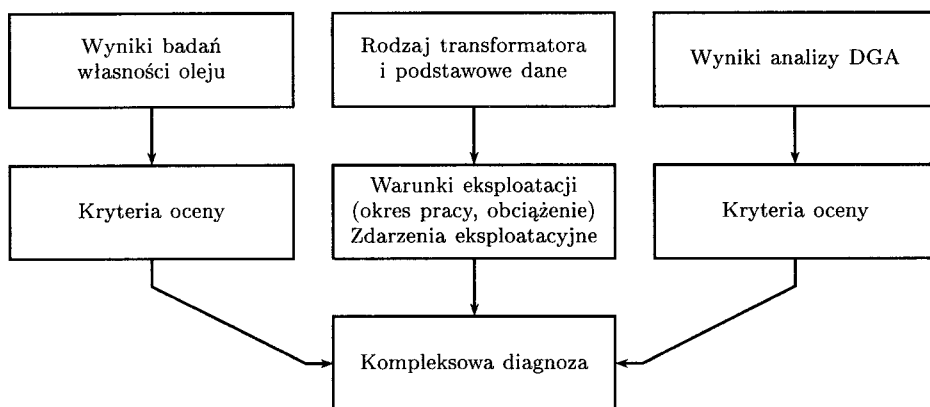 Wyniki badań
własności oleju
Rodzaj transformatora
i podstawowe dane
Wyniki analizy DGA
Kryteria oceny
Warunki eksploatacji
(okres pracy, obciążenie)
Zdarzenia eksploatacyjne
Kryteria oceny
Kompleksowa diagnoza